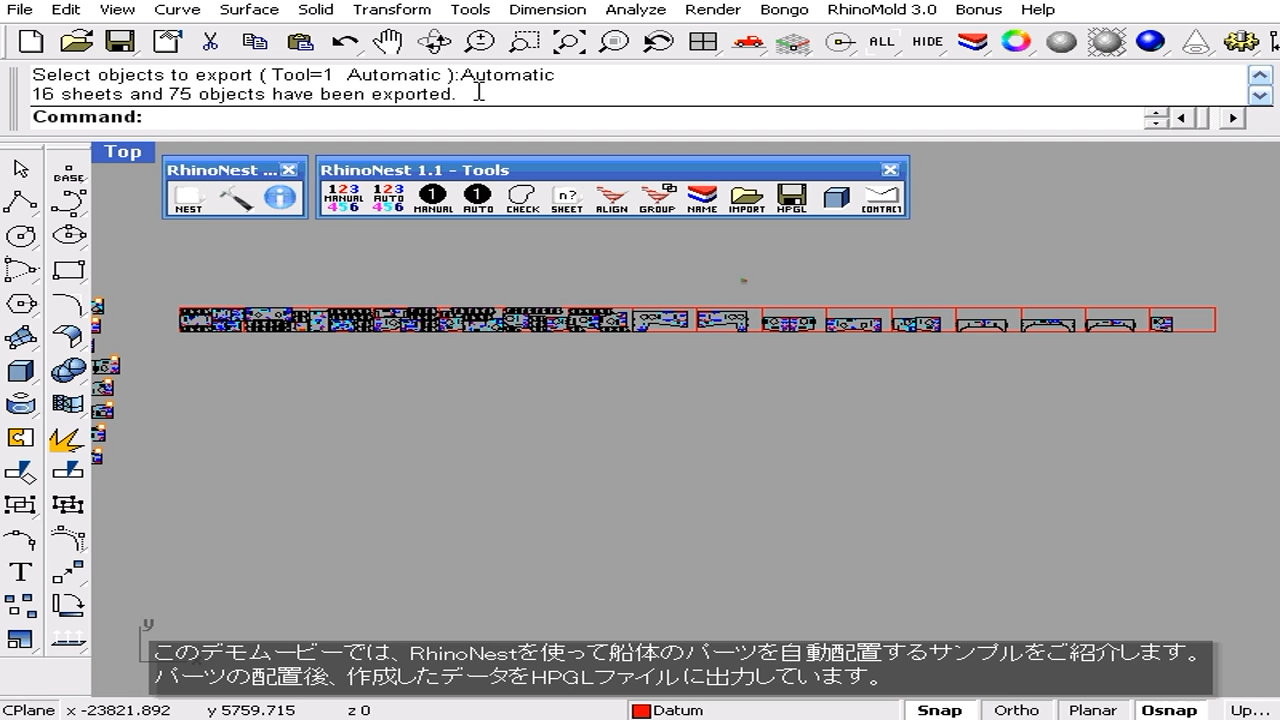 File Edit View Curve Surface Solid Transform Tools Dimension Analyze Render Bongo RhinoMold 3.0 Bonus Help
ALL HIDE
Select objects to export ( Tool=1 Automatic ):Automatic
16 sheets and 75 objects have been exported.
Command:
Top
RhinoNest ... RhinoNest 1.1 - Tools
BASE
123 MANUAL 456 123 AUTO 456 1 1 n?
NEST MANUAL AUTO CHECK SHEET ALIGN GROUP NAME IMPORT HPGL CONTACT
T
y
x
このデモムービーでは、RhinoNestを使って船体のパーツを自動配置するサンプルをご紹介します。
パーツの配置後、作成したデータをHPGLファイルに出力しています。
CPlane x -23821.892 y 5759.715 z 0 Datum Snap Ortho Planar Osnap Up...